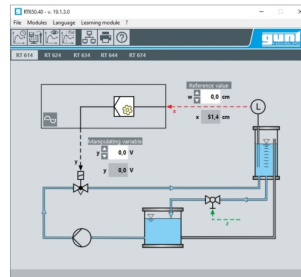 RT650.40 - v. 19.1.3.0
File Modules Language Learning module ?
gunt
RT 614 RT 624 RT 634 RT 644 RT 674
Reference value
w 0,0 cm
x
x 51,4 cm
L
Manipulating variable
y 0,0 V
y
y 0,0 V
z